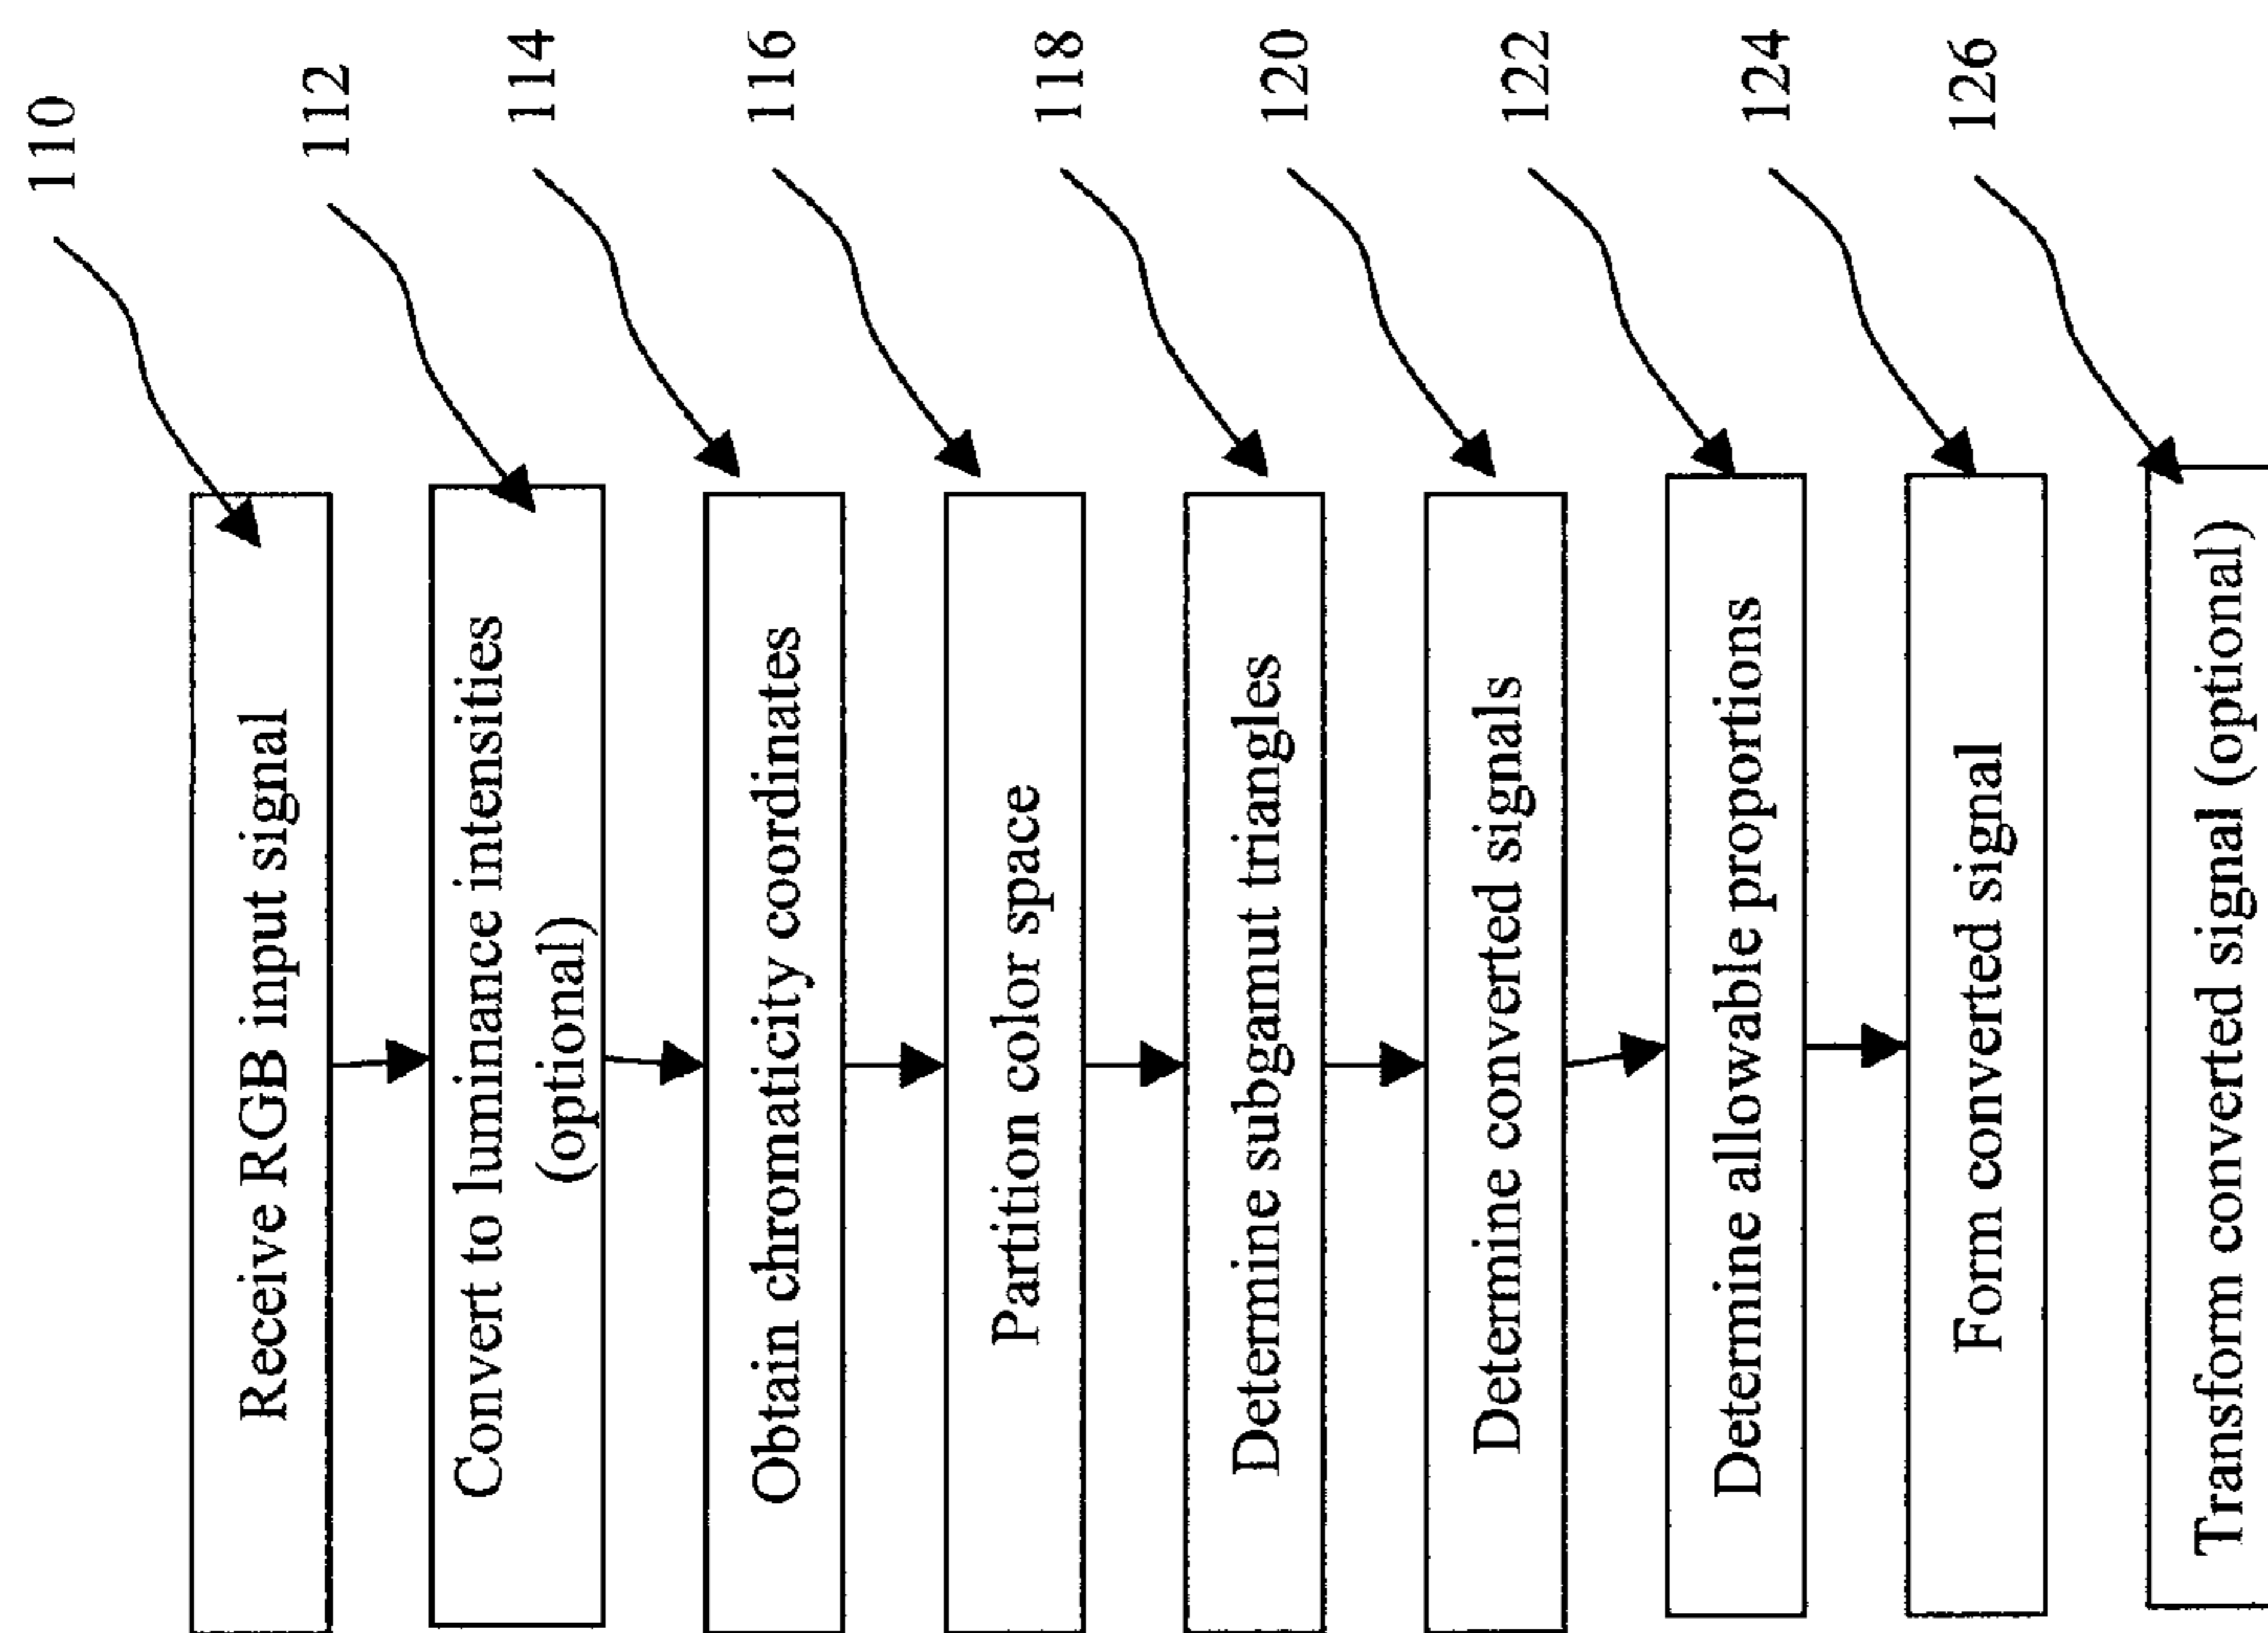 110
Receive RGB input signal
112
Convert to luminance intensities
(optional)
114
Obtain chromaticity coordinates
116
Partition color space
118
Determine subgamut triangles
120
Determine converted signals
122
Determine allowable proportions
124
Form converted signal
126
Transform converted signal (optional)